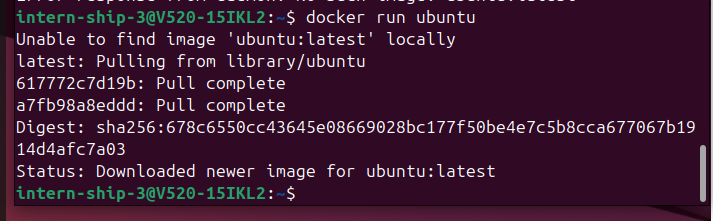 intern-ship-3@V520-15IKL2:~$ docker run ubuntu
Unable to find image 'ubuntu:latest' locally
latest: Pulling from library/ubuntu
617772c7d19b: Pull complete
a7fb98a8eddd: Pull complete
Digest: sha256:678c6550cc43645e08669028bc177f50be4e7c5b8cca677067b19
14d4afc7a03
Status: Downloaded newer image for ubuntu:latest
intern-ship-3@V520-15IKL2:~$